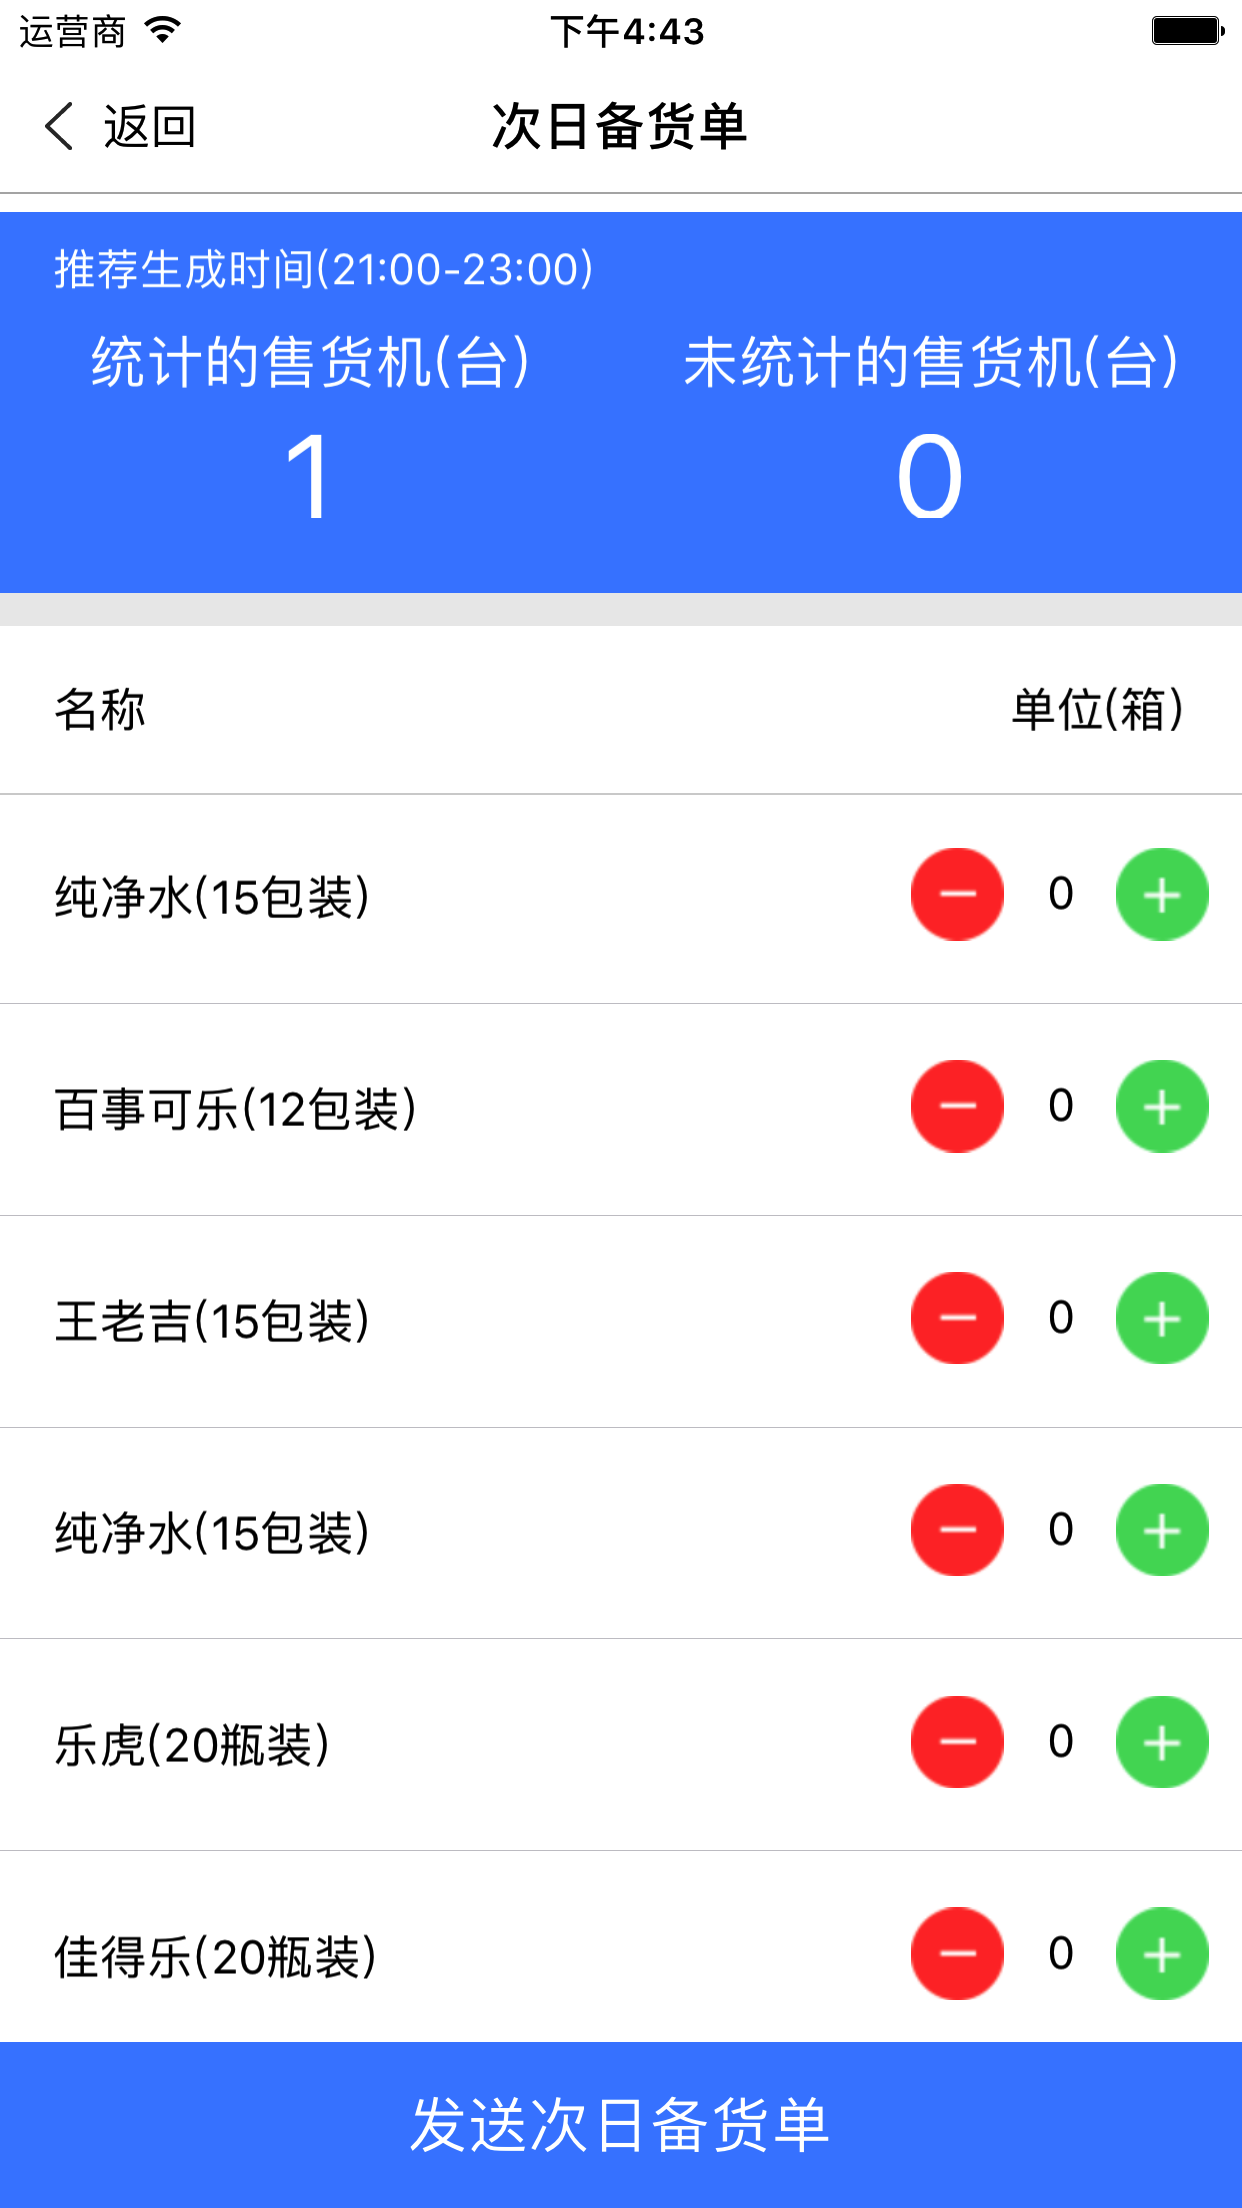 运营商 下午4:43
返回 次日备货单
推荐生成时间(21:00-23:00)
统计的售货机(台) 未统计的售货机(台)
1 0
名称 单位(箱)
纯净水(15包装) 0
百事可乐(12包装) 0
王老吉(15包装) 0
纯净水(15包装) 0
乐虎(20瓶装) 0
佳得乐(20瓶装) 0
发送次日备货单